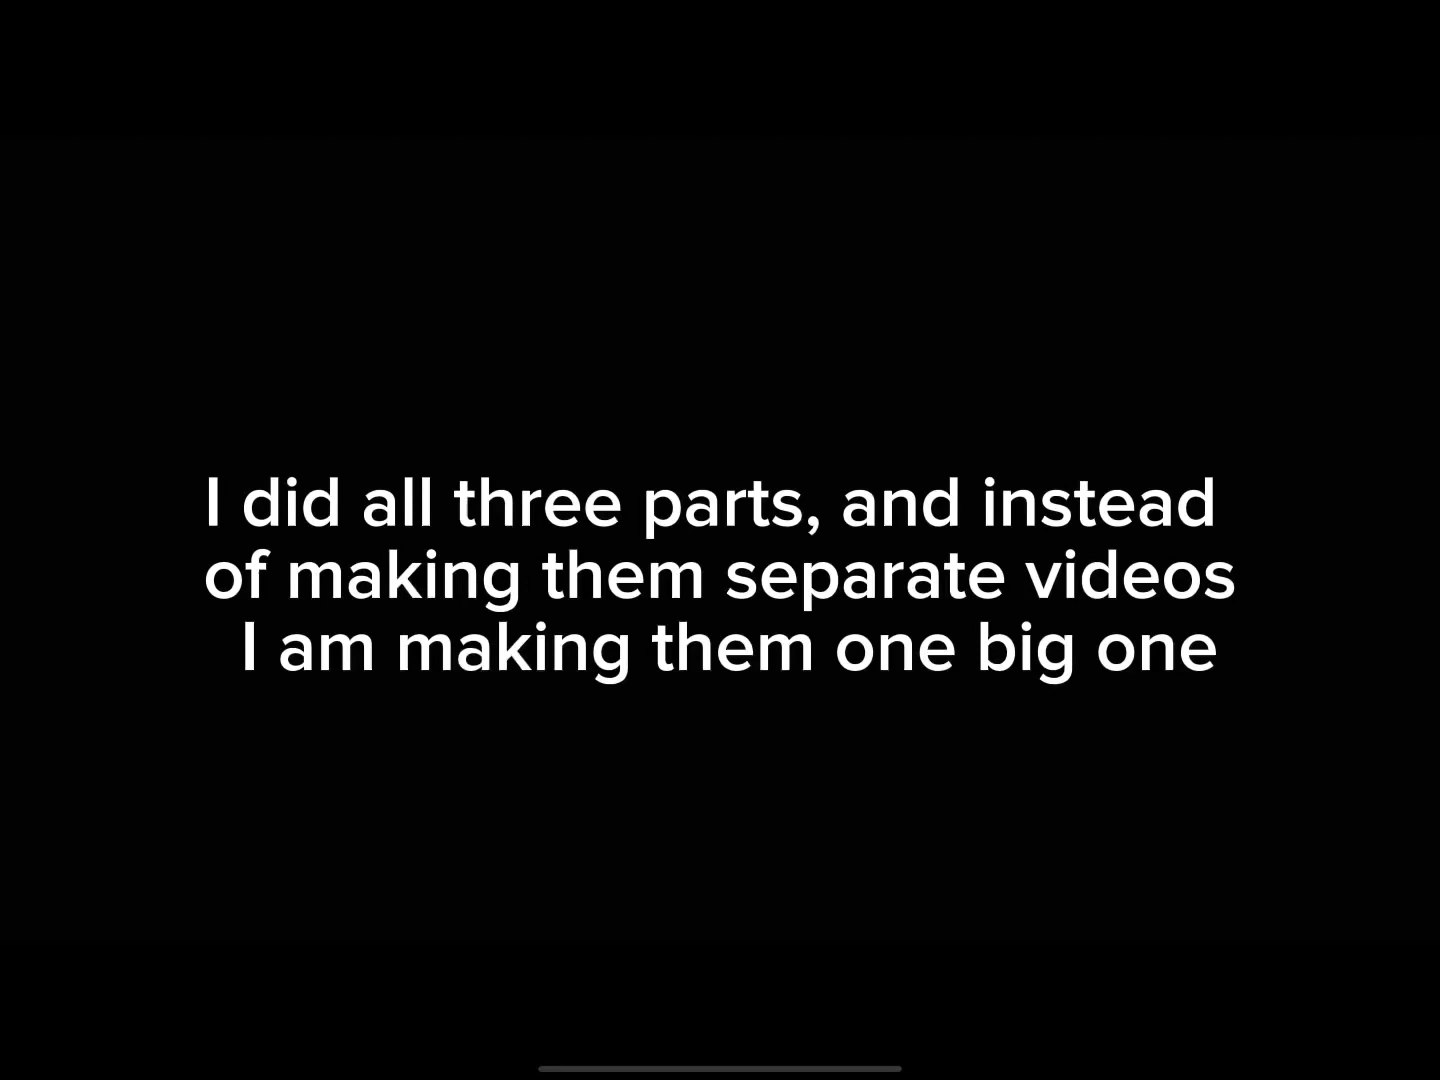 I did all three parts, and instead
of making them separate videos
I am making them one big one